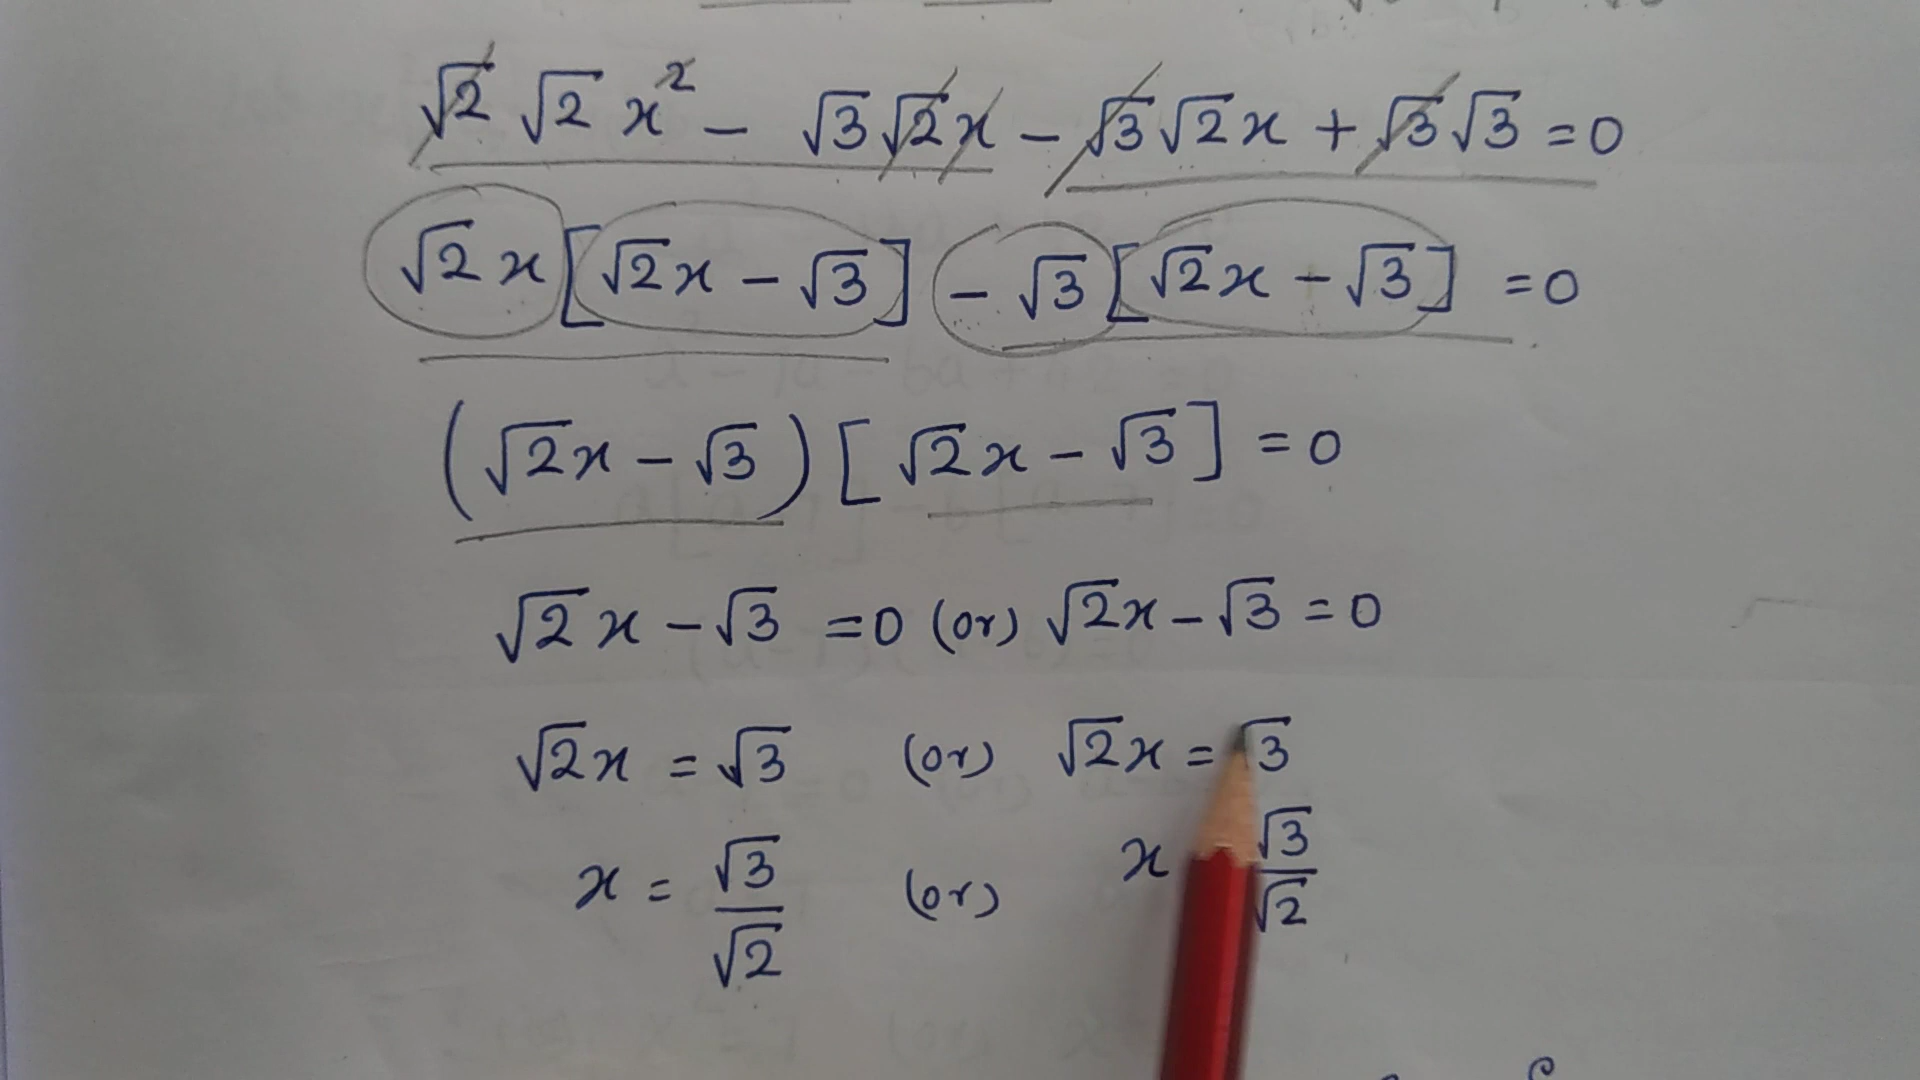 √2 √2 x² - √3 √2 x - √3 √2 x + √3 √3 = 0
√2 x [√2 x - √3] - √3 [√2 x - √3] = 0
(√2 x - √3) [√2 x - √3] = 0
√2 x - √3 = 0 (or) √2 x - √3 = 0
√2 x = √3 (or) √2 x = √3
x = √3/√2 (or) x √3/√2